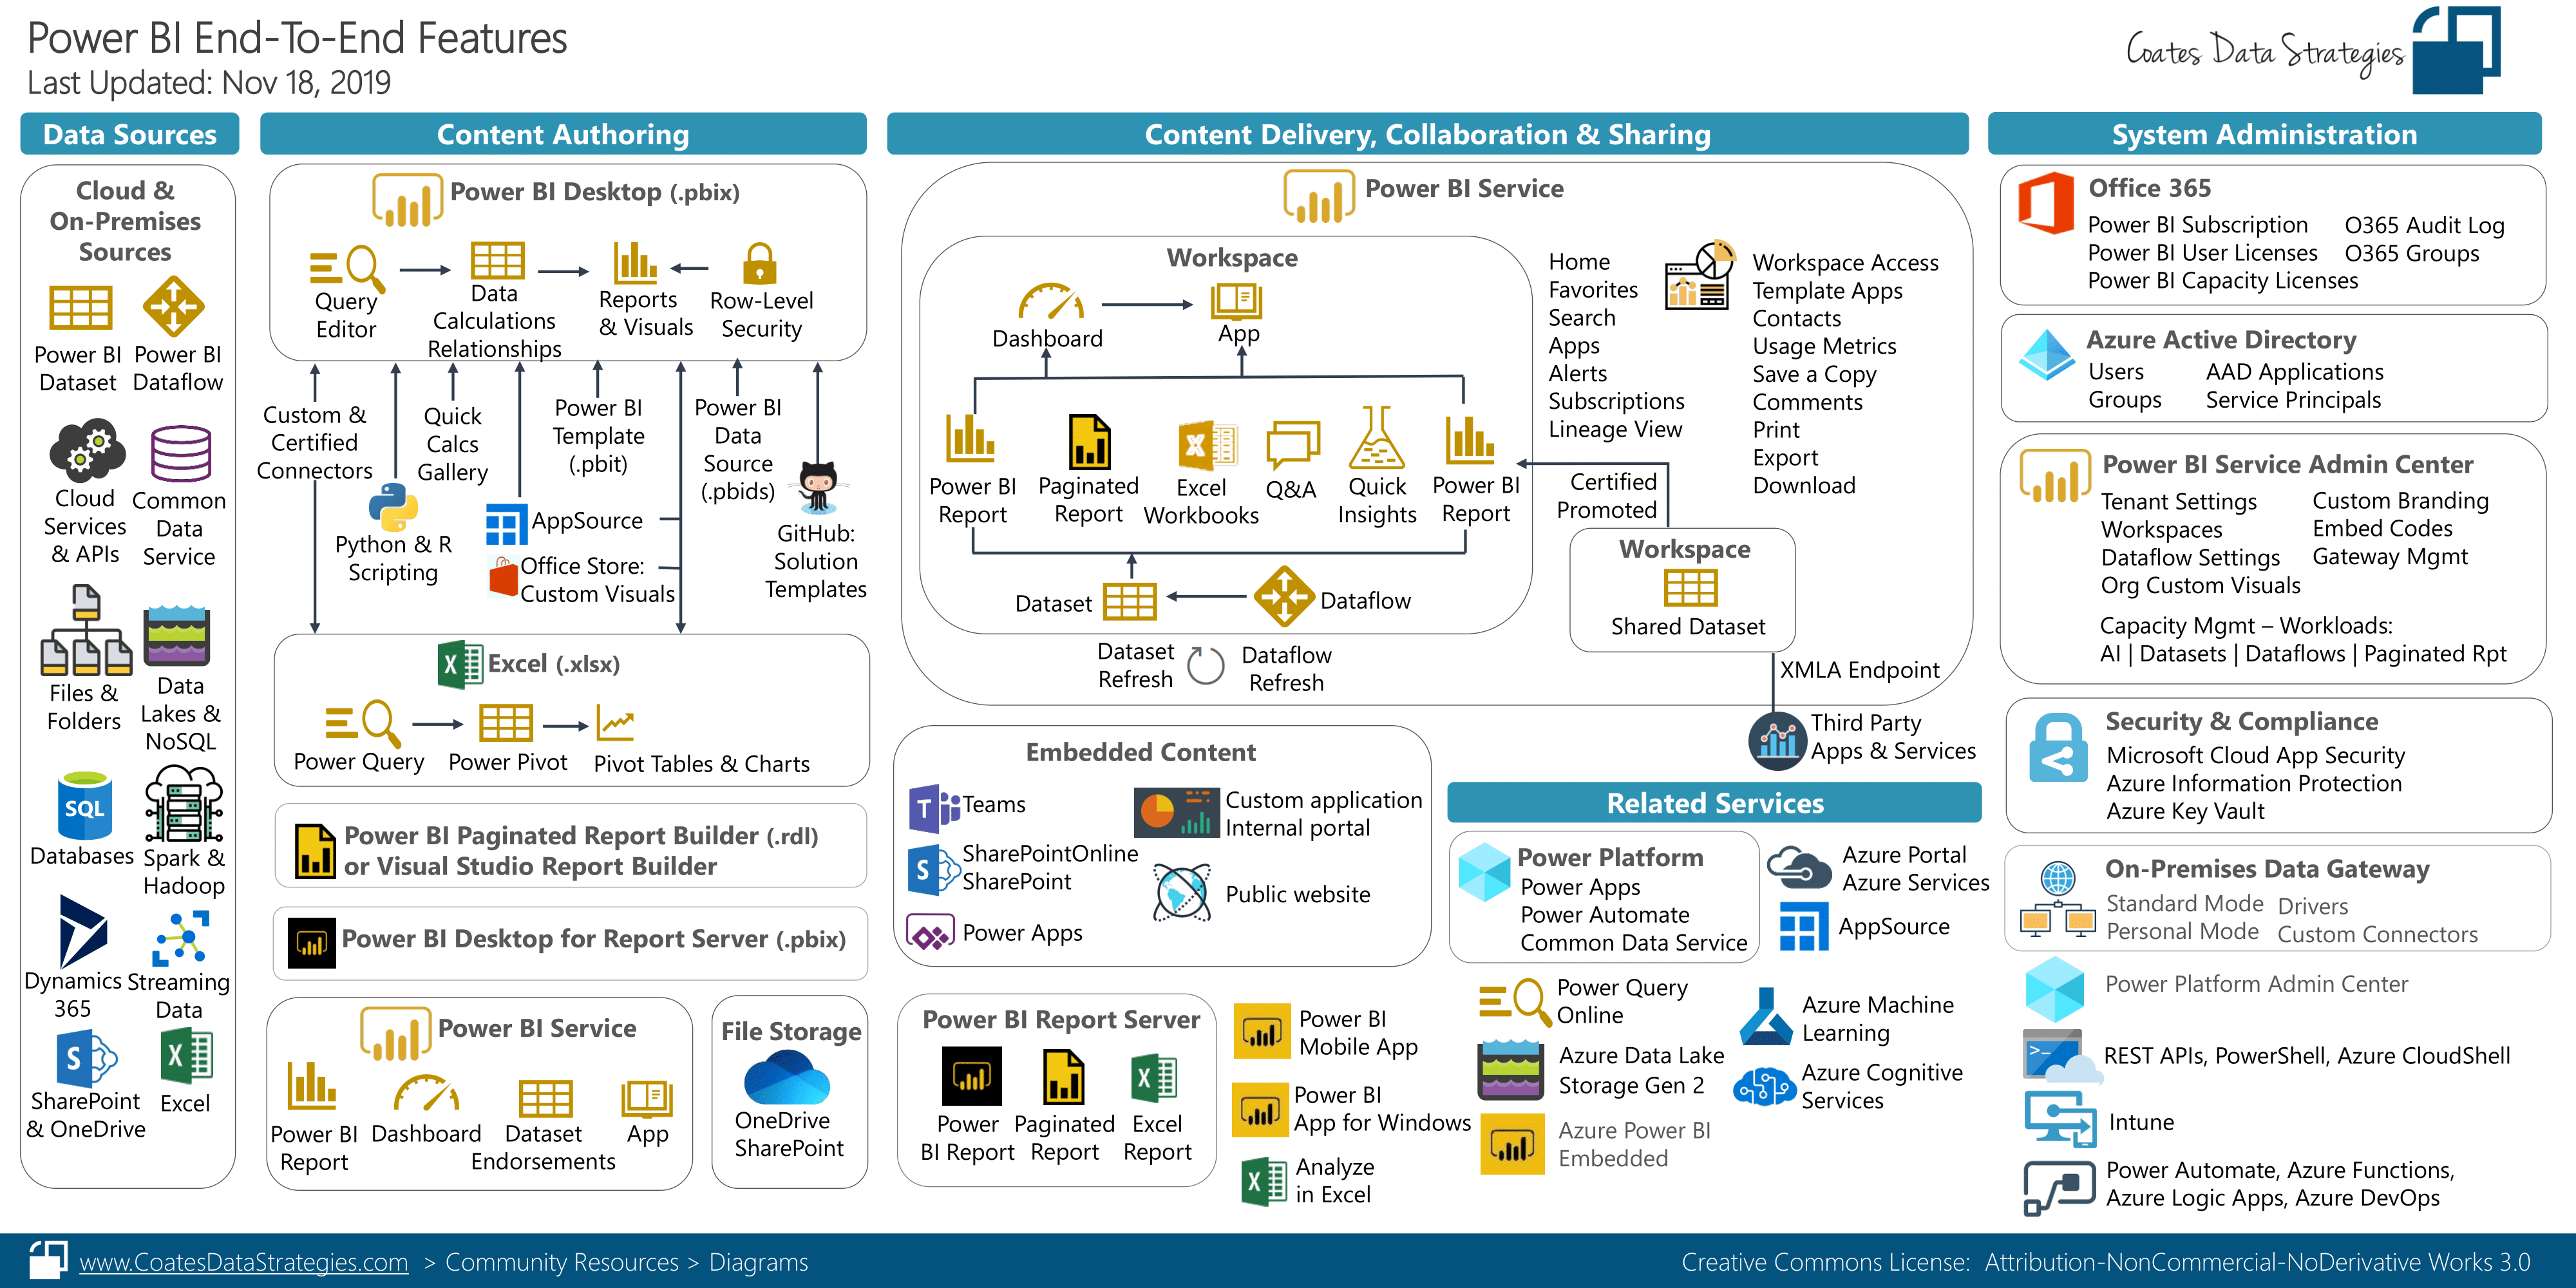 Power BI End-To-End Features
Last Updated: Nov 18, 2019
Coates Data Strategies
Data Sources
Cloud &
On-Premises
Sources
Power BI
Dataset
Power BI
Dataflow
Cloud
Services
& APIs
Common
Data
Service
Files &
Folders
Data
Lakes &
NoSQL
SQL
Databases
Spark &
Hadoop
Dynamics
365
Streaming
Data
SharePoint
& OneDrive
Excel
Content Authoring
Power BI Desktop (.pbix)
Query
Editor
Data
Calculations
Relationships
Reports
& Visuals
Row-Level
Security
Custom &
Certified
Connectors
Python & R
Scripting
Quick
Calcs
Gallery
AppSource
Office Store:
Custom Visuals
Power BI
Template
(.pbit)
Power BI
Data
Source
(.pbids)
GitHub:
Solution
Templates
Excel (.xlsx)
Power Query
Power Pivot
Pivot Tables & Charts
Power BI Paginated Report Builder (.rdl)
or Visual Studio Report Builder
Power BI Desktop for Report Server (.pbix)
Power BI Service
Power BI
Report
Dashboard
Dataset
Endorsements
App
File Storage
OneDrive
SharePoint
Content Delivery, Collaboration & Sharing
Power BI Service
Workspace
Dashboard
App
Power BI
Report
Paginated
Report
Excel
Workbooks
Q&A
Quick
Insights
Power BI
Report
Dataset
Dataflow
Dataset
Refresh
Dataflow
Refresh
Home
Favorites
Search
Apps
Alerts
Subscriptions
Lineage View
Workspace Access
Template Apps
Contacts
Usage Metrics
Save a Copy
Comments
Print
Export
Download
Certified
Promoted
Workspace
Shared Dataset
XMLA Endpoint
Third Party
Apps & Services
Embedded Content
Teams
SharePointOnline
SharePoint
Power Apps
Custom application
Internal portal
Public website
Power BI Report Server
Power
BI Report
Paginated
Report
Excel
Report
Power BI
Mobile App
Power BI
App for Windows
Analyze
in Excel
Related Services
Power Platform
Power Apps
Power Automate
Common Data Service
Azure Portal
Azure Services
AppSource
Power Query
Online
Azure Machine
Learning
Azure Data Lake
Storage Gen 2
Azure Cognitive
Services
Azure Power BI
Embedded
System Administration
Office 365
Power BI Subscription
Power BI User Licenses
Power BI Capacity Licenses
O365 Audit Log
O365 Groups
Azure Active Directory
Users
Groups
AAD Applications
Service Principals
Power BI Service Admin Center
Tenant Settings
Workspaces
Dataflow Settings
Org Custom Visuals
Custom Branding
Embed Codes
Gateway Mgmt
Capacity Mgmt – Workloads:
AI | Datasets | Dataflows | Paginated Rpt
Security & Compliance
Microsoft Cloud App Security
Azure Information Protection
Azure Key Vault
On-Premises Data Gateway
Standard Mode
Personal Mode
Drivers
Custom Connectors
Power Platform Admin Center
REST APIs, PowerShell, Azure CloudShell
Intune
Power Automate, Azure Functions,
Azure Logic Apps, Azure DevOps
www.CoatesDataStrategies.com > Community Resources > Diagrams
Creative Commons License: Attribution-NonCommercial-NoDerivative Works 3.0